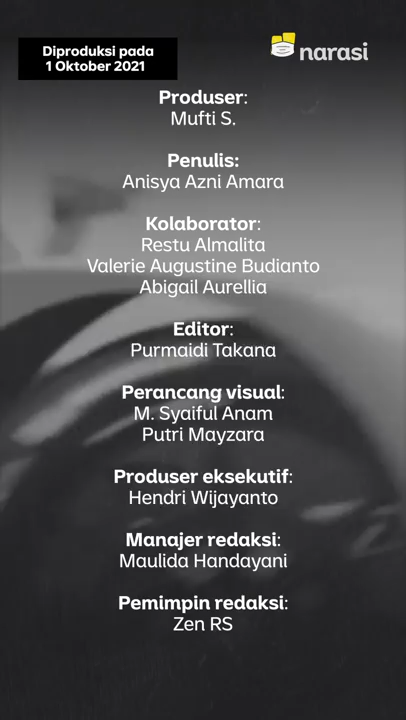 Diproduksi pada
1 Oktober 2021
narasi
Produser:
Mufti S.
Penulis:
Anisya Azni Amara
Kolaborator:
Restu Almalita
Valerie Augustine Budianto
Abigail Aurellia
Editor:
Purmaidi Takana
Perancang visual:
M. Syaiful Anam
Putri Mayzara
Produser eksekutif:
Hendri Wijayanto
Manajer redaksi:
Maulida Handayani
Pemimpin redaksi:
Zen RS